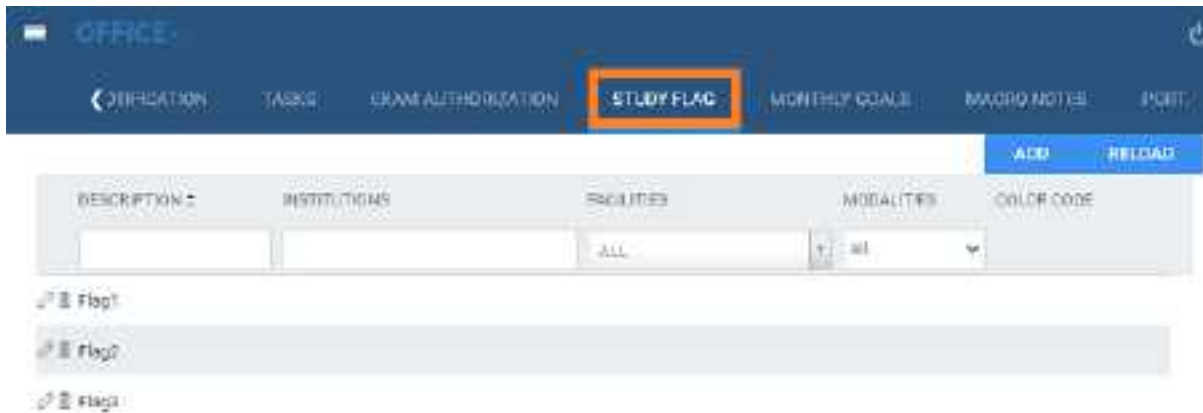 OFFICE
TASKS EXAM AUTHORIZATION STUDY FLAG MONTHLY GOALS MACRO NOTES
ADD RELOAD
DESCRIPTION INSTITUTIONS FACILITIES MODALITIES COLOR CODE
ALL All
Flag1
Flag2
Flag3